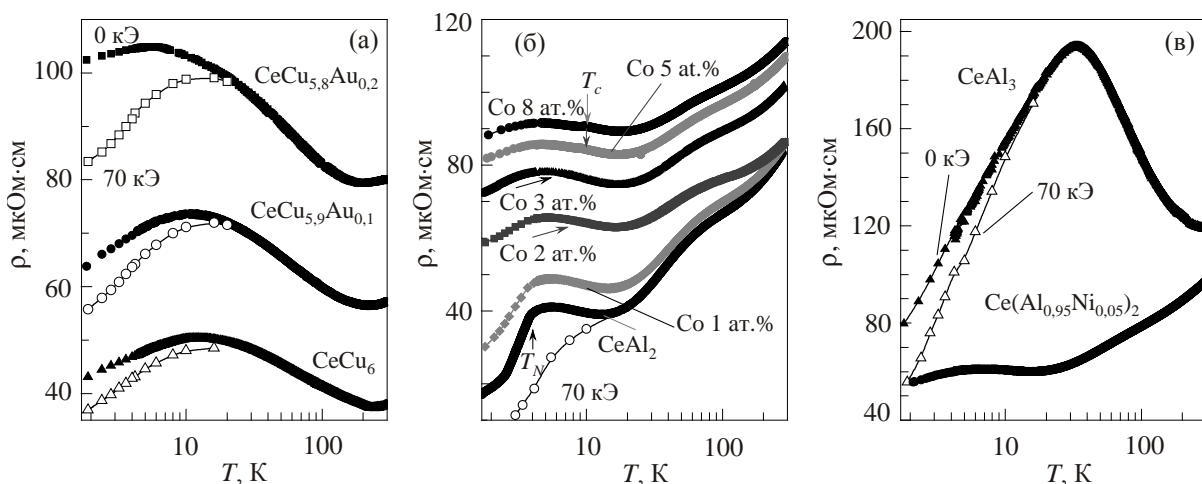 0 кЭ
(а)
CeCu5,8Au0,2
70 кЭ
CeCu5,9Au0,1
CeCu6
100
80
60
40
10
100
ρ, мкОм·см
T, К
(б)
Co 5 at.%
Tc
Co 8 ат.%
Co 3 ат.%
Co 2 ат.%
Co 1 ат.%
CeAl2
TN
70 кЭ
120
80
40
10
100
ρ, мкОм·см
T, К
(в)
CeAl3
0 кЭ
70 кЭ
Ce(Al0,95Ni0,05)2
200
160
120
80
40
10
100
ρ, мкОм·см
T, К